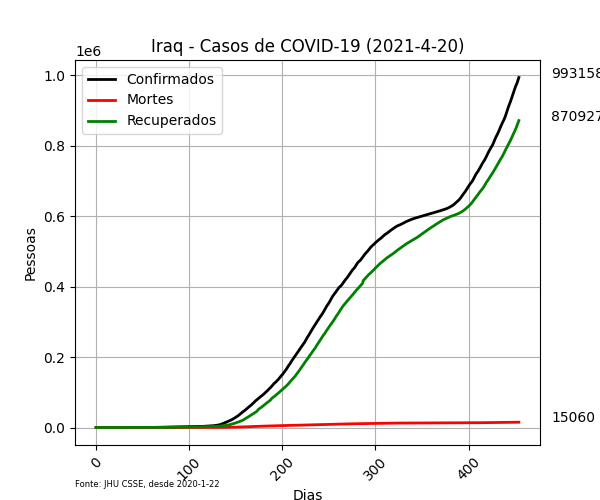 Iraq - Casos de COVID-19 (2021-4-20)
1e6
Confirmados
Mortes
Recuperados
993158
870927
15060
1.0
0.8
0.6
0.4
0.2
0.0
Pessoas
0
100
200
300
400
Dias
Fonte: JHU CSSE, desde 2020-1-22